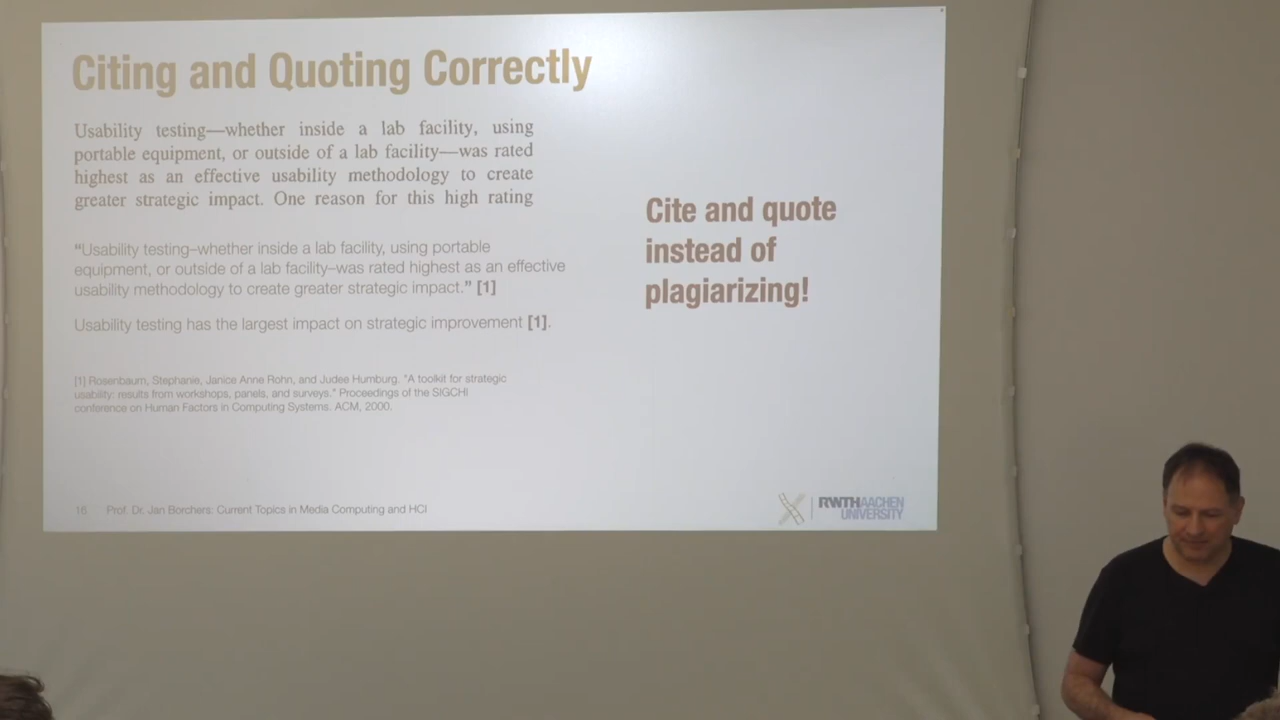 Citing and Quoting Correctly
Usability testing—whether inside a lab facility, using
portable equipment, or outside of a lab facility—was rated
highest as an effective usability methodology to create
greater strategic impact. One reason for this high rating
“Usability testing–whether inside a lab facility, using portable
equipment, or outside of a lab facility–was rated highest as an effective
usability methodology to create greater strategic impact.” [1]
Usability testing has the largest impact on strategic improvement [1].
[1] Rosenbaum, Stephanie, Janice Anne Rohn, and Judee Humburg. "A toolkit for strategic
usability: results from workshops, panels, and surveys." Proceedings of the SIGCHI
conference on Human Factors in Computing Systems. ACM, 2000.
Cite and quote
instead of
plagiarizing!
16 Prof. Dr. Jan Borchers: Current Topics in Media Computing and HCI
RWTHAACHEN
UNIVERSITY